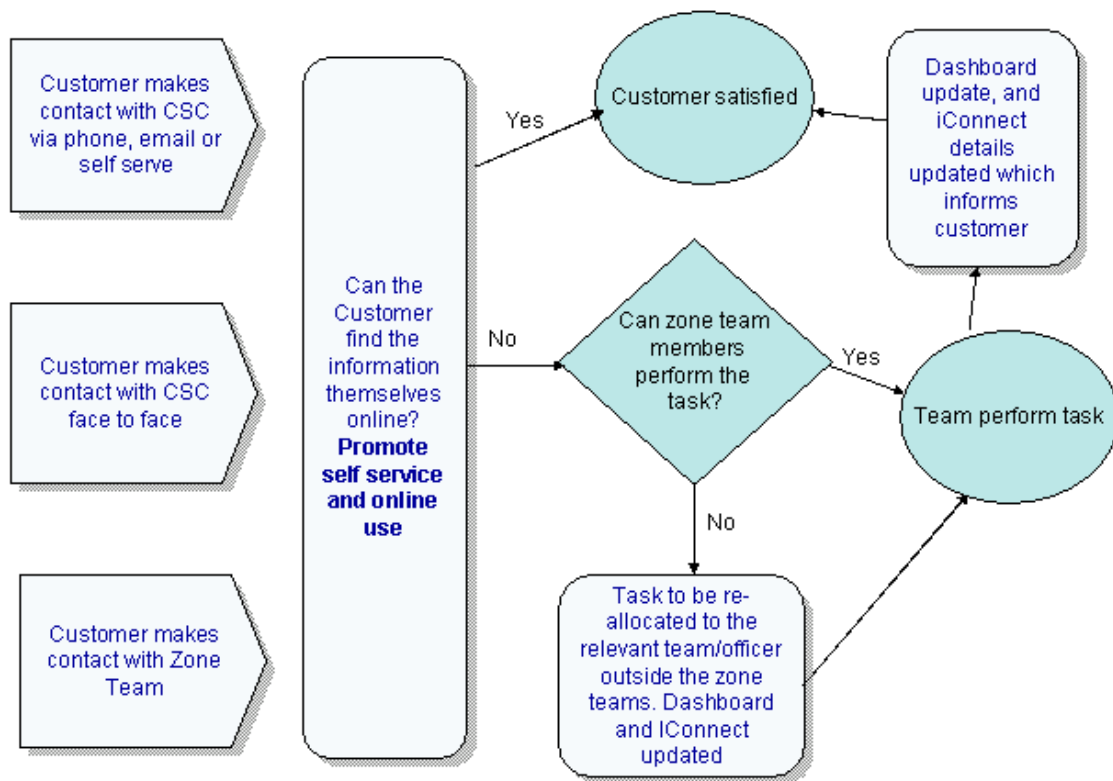 Customer makes
contact with CSC
via phone, email or
self serve
Customer makes
contact with CSC
face to face
Customer makes
contact with Zone
Team
Can the
Customer
find the
information
themselves
online?
Promote
self service
and online
use
Yes
No
Customer satisfied
Can zone team
members
perform the
task?
Yes
No
Task to be re-
allocated to the
relevant team/officer
outside the zone
teams. Dashboard
and IConnect
updated
Team perform task
Dashboard
update, and
iConnect
details
updated which
informs
customer